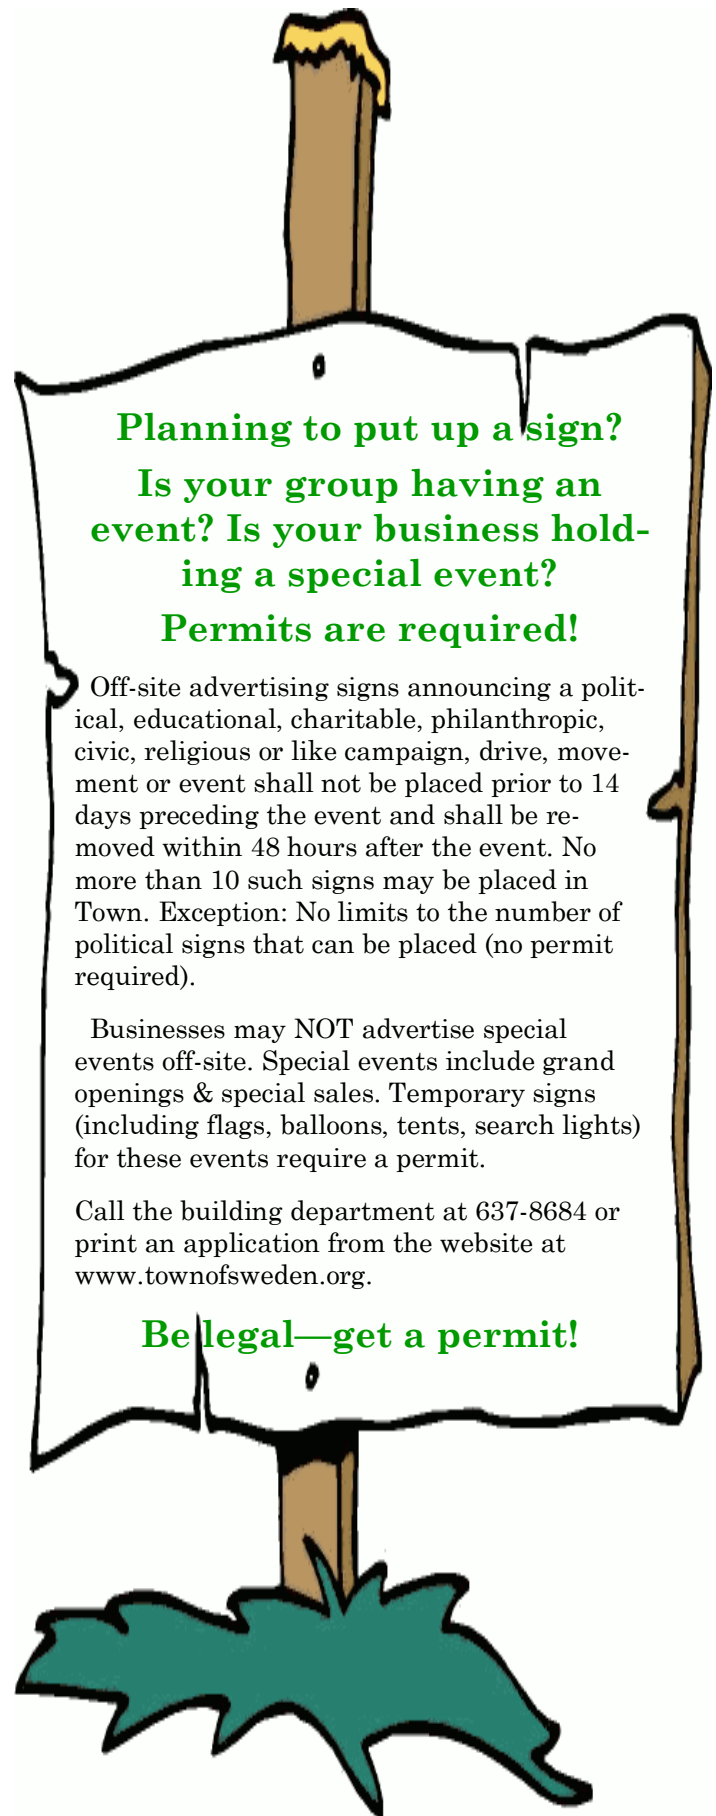 Planning to put up a sign?
Is your group having an
event? Is your business hold-
ing a special event?
Permits are required!
Off-site advertising signs announcing a polit-
ical, educational, charitable, philanthropic,
civic, religious or like campaign, drive, move-
ment or event shall not be placed prior to 14
days preceding the event and shall be re-
moved within 48 hours after the event. No
more than 10 such signs may be placed in
Town. Exception: No limits to the number of
political signs that can be placed (no permit
required).
Businesses may NOT advertise special
events off-site. Special events include grand
openings & special sales. Temporary signs
(including flags, balloons, tents, search lights)
for these events require a permit.
Call the building department at 637-8684 or
print an application from the website at
www.townofsweden.org.
Be legal—get a permit!